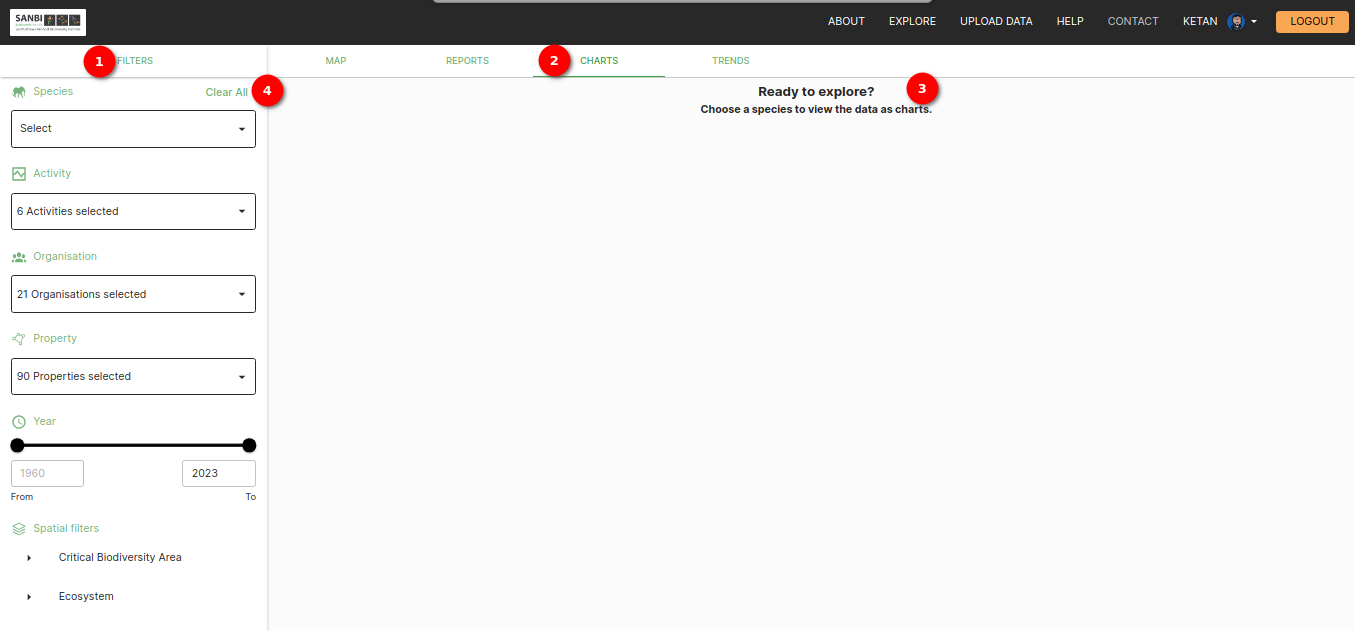 SANBI
ABOUT EXPLORE UPLOAD DATA HELP CONTACT KETAN LOGOUT
1 FILTERS MAP REPORTS 2 CHARTS TRENDS
Species Clear All 4
Ready to explore? 3
Choose a species to view the data as charts.
Select
Activity
6 Activities selected
Organisation
21 Organisations selected
Property
90 Properties selected
Year
1960 2023
From To
Spatial filters
Critical Biodiversity Area
Ecosystem